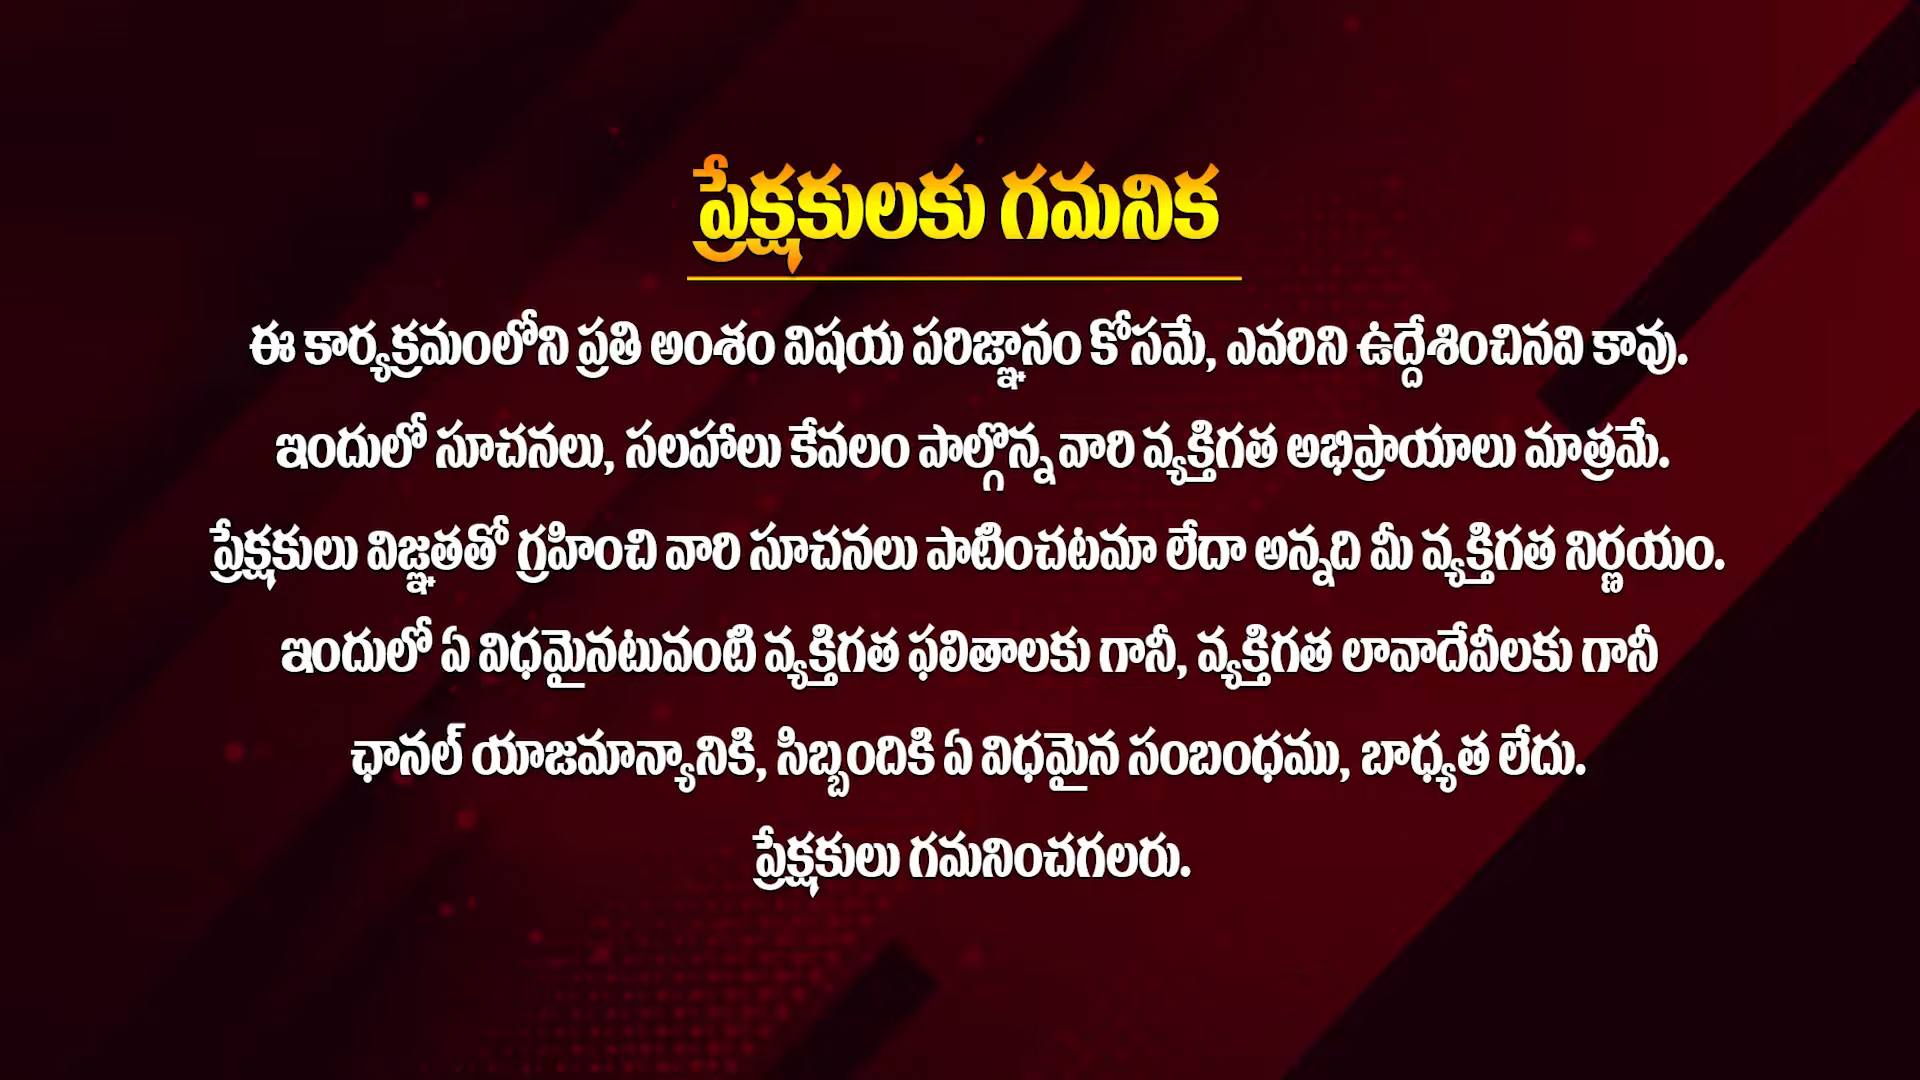 ప్రేక్షకులకు గమనిక
ఈ కార్యక్రమంలోని ప్రతి అంశం విషయ పరిజ్ఞానం కోసమే, ఎవరిని ఉద్దేశించినవి కావు.
ఇందులో సూచనలు, సలహాలు కేవలం పాల్గొన్న వారి వ్యక్తిగత అభిప్రాయాలు మాత్రమే.
ప్రేక్షకులు విజ్ఞతతో గ్రహించి వారి సూచనలు పాటించటమా లేదా అన్నది మీ వ్యక్తిగత నిర్ణయం.
ఇందులో ఏ విధమైనటువంటి వ్యక్తిగత ఫలితాలకు గానీ, వ్యక్తిగత లావాదేవీలకు గానీ
ఛానల్ యాజమాన్యానికి, సిబ్బందికి ఏ విధమైన సంబంధము, బాధ్యత లేదు.
ప్రేక్షకులు గమనించగలరు.